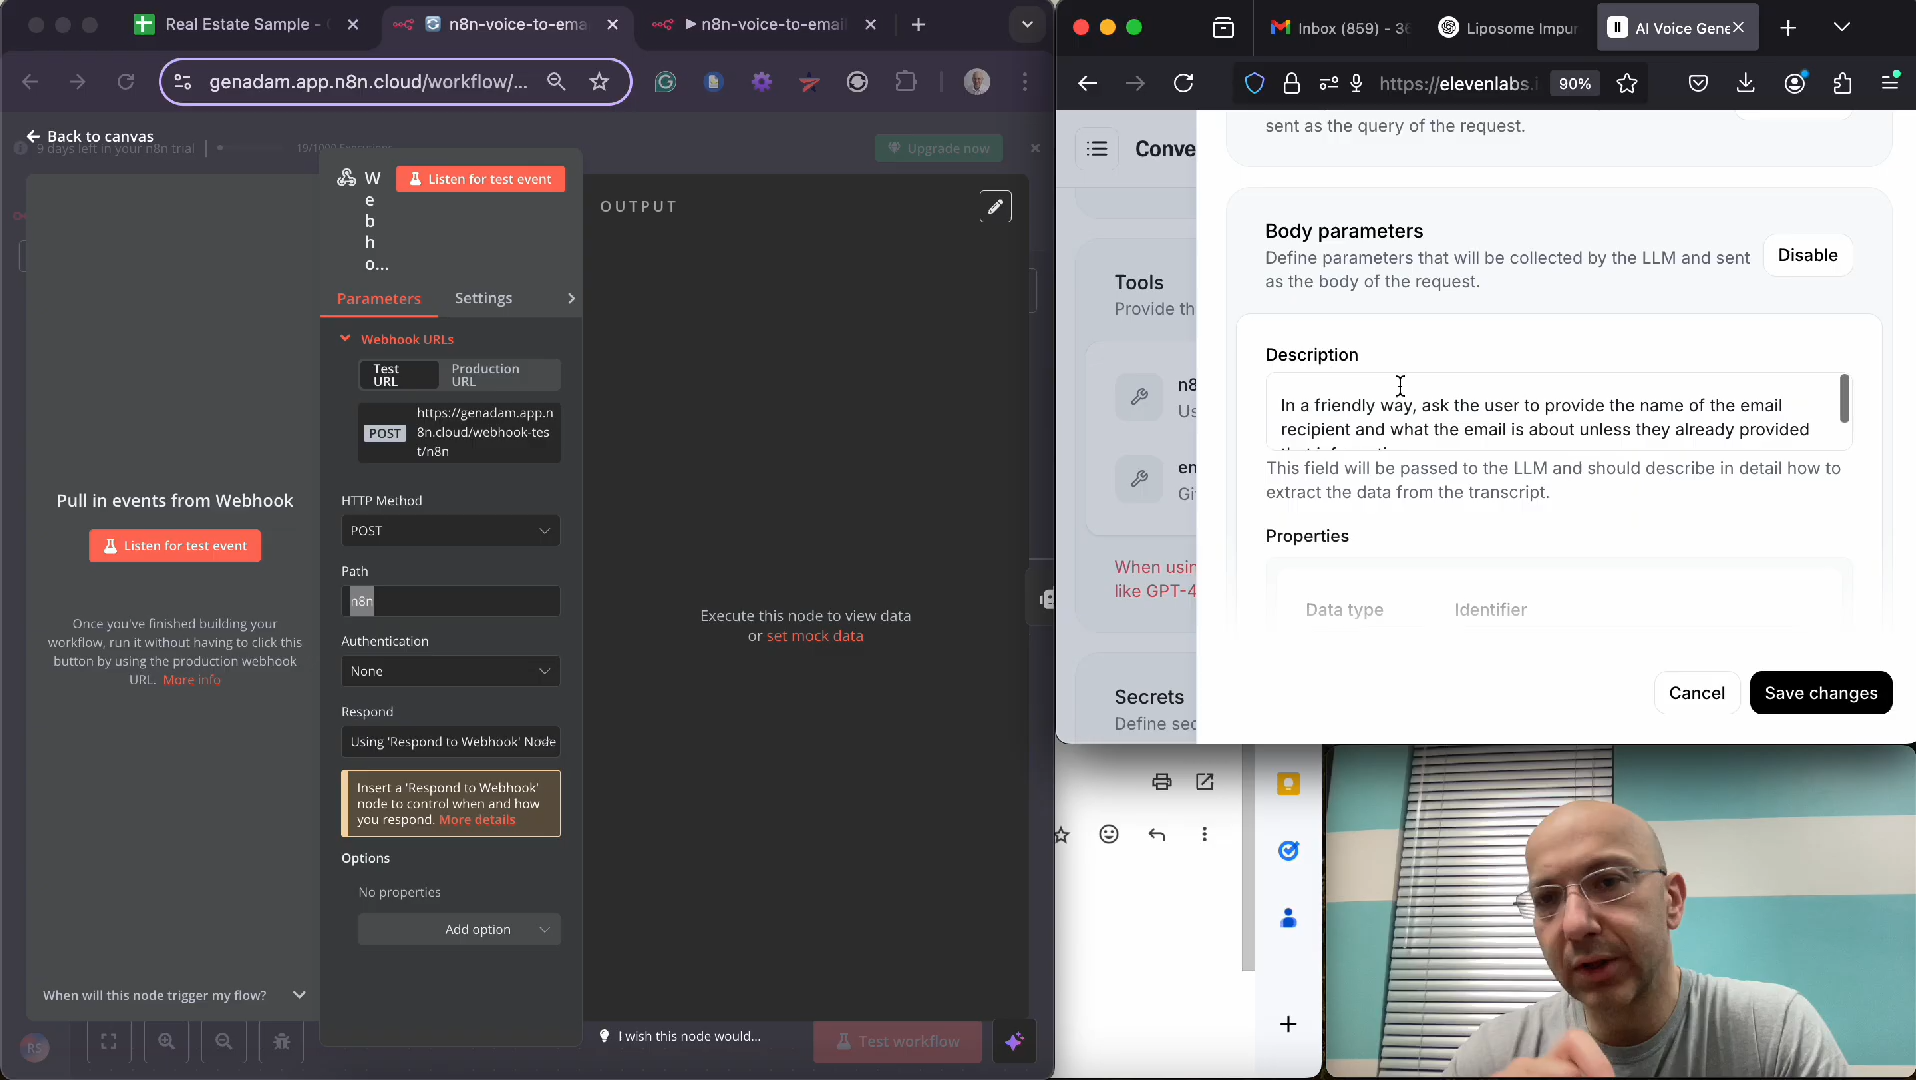 Real Estate Sample -
n8n-voice-to-ema
n8n-voice-to-email
genadam.app.n8n.cloud/workflow/...
Back to canvas
9 days left in your n8n trial
Upgrade now
W
e
b
h
o...
Listen for test event
Parameters
Settings
Webhook URLs
Test
URL
Production
URL
POST
https://genadam.app.n
8n.cloud/webhook-tes
t/n8n
HTTP Method
POST
Path
n8n
Authentication
None
Respond
Using 'Respond to Webhook' Node
Insert a 'Respond to Webhook'
node to control when and how
you respond. More details
Options
No properties
Add option
Pull in events from Webhook
Listen for test event
Once you've finished building your
workflow, run it without having to click this
button by using the production webhook
URL. More info
When will this node trigger my flow?
RS
OUTPUT
Execute this node to view data
or set mock data
I wish this node would...
Test workflow
Inbox (859) - 36
Liposome Impur
AI Voice Gene
https://elevenlabs.i
90%
Conve
Tools
Provide th
n8
Us
en
Gi
When usin
like GPT-4
Secrets
Define sec
sent as the query of the request.
Body parameters
Define parameters that will be collected by the LLM and sent
as the body of the request.
Disable
Description
In a friendly way, ask the user to provide the name of the email
recipient and what the email is about unless they already provided
This field will be passed to the LLM and should describe in detail how to
extract the data from the transcript.
Properties
Data type
Identifier
Cancel
Save changes